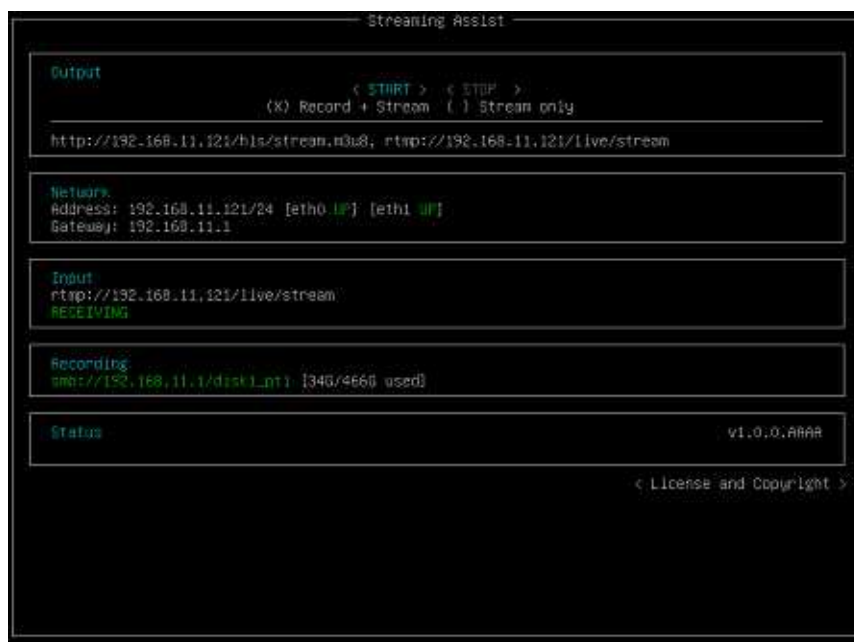 Streaming Assist
Output
< START > < STOP >
(X) Record + Stream ( ) Stream only
http://192.168.11.121/hls/stream.m3u8, rtmp://192.168.11.121/live/stream
Network
Address: 192.168.11.121/24 [eth0 UP] [eth1 UP]
Gateway: 192.168.11.1
Input
rtmp://192.168.11.121/live/stream
RECEIVING
Recording
smb://192.168.11.1/disk1_pt1 [34G/466G used]
Status
v1.0.0.AAAA
< License and Copyright >